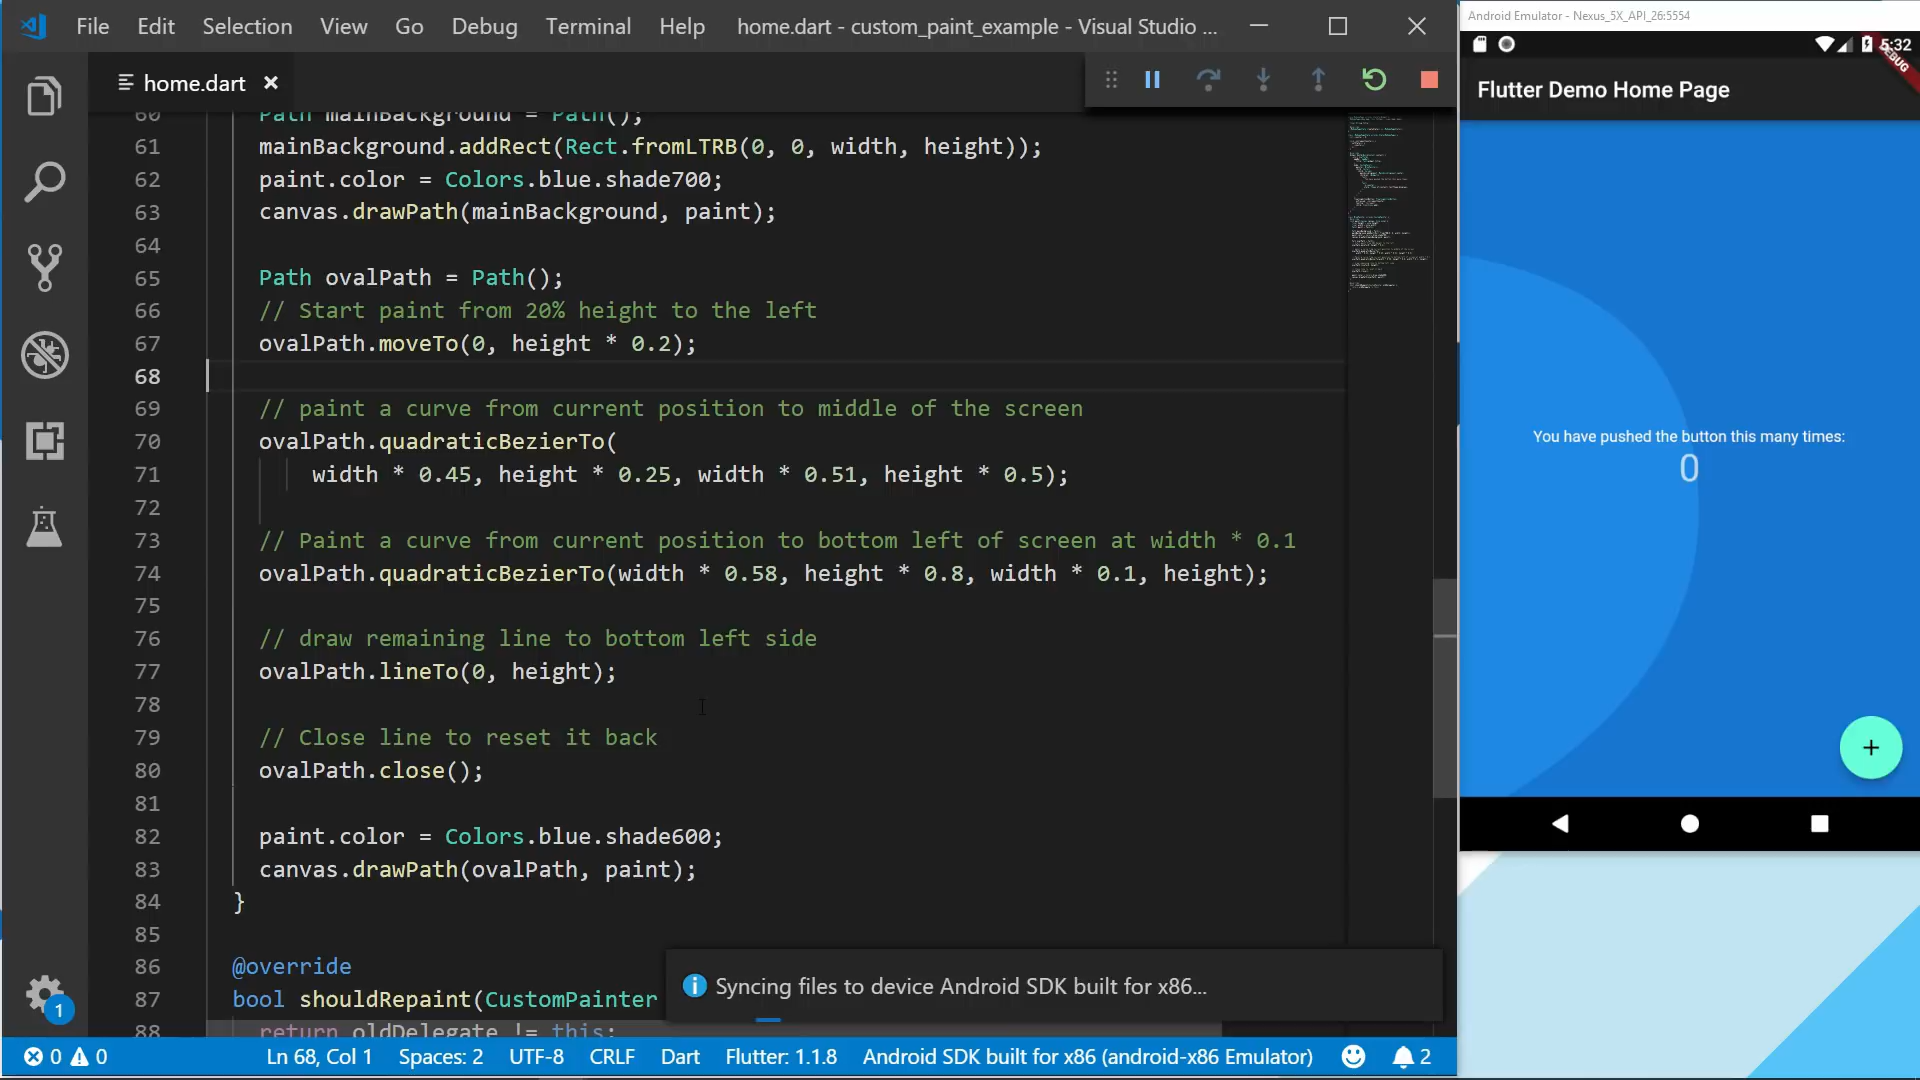 File Edit Selection View Go Debug Terminal Help home.dart - custom_paint_example - Visual Studio ...
home.dart ×
60 Path mainBackground = Path();
61 mainBackground.addRect(Rect.fromLTRB(0, 0, width, height));
62 paint.color = Colors.blue.shade700;
63 canvas.drawPath(mainBackground, paint);
64
65 Path ovalPath = Path();
66 // Start paint from 20% height to the left
67 ovalPath.moveTo(0, height * 0.2);
68
69 // paint a curve from current position to middle of the screen
70 ovalPath.quadraticBezierTo(
71 width * 0.45, height * 0.25, width * 0.51, height * 0.5);
72
73 // Paint a curve from current position to bottom left of screen at width * 0.1
74 ovalPath.quadraticBezierTo(width * 0.58, height * 0.8, width * 0.1, height);
75
76 // draw remaining line to bottom left side
77 ovalPath.lineTo(0, height);
78
79 // Close line to reset it back
80 ovalPath.close();
81
82 paint.color = Colors.blue.shade600;
83 canvas.drawPath(ovalPath, paint);
84 }
85
86 @override
87 bool shouldRepaint(CustomPainter
88 return oldDelegate != this;
Syncing files to device Android SDK built for x86...
1
0 0 Ln 68, Col 1 Spaces: 2 UTF-8 CRLF Dart Flutter: 1.1.8 Android SDK built for x86 (android-x86 Emulator) 2
Android Emulator - Nexus_5X_API_26:5554
5:32
Flutter Demo Home Page
You have pushed the button this many times:
0
+